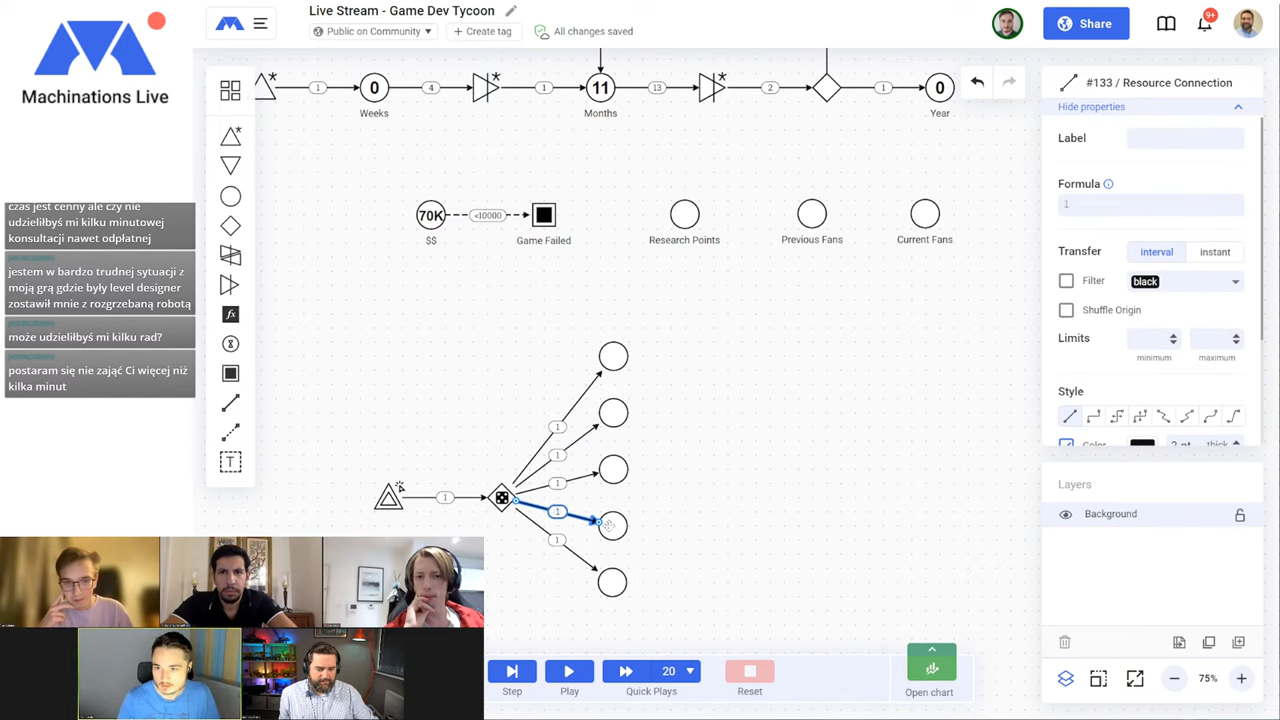 Live Stream - Game Dev Tycoon
Public on Community
+ Create tag
All changes saved
Share
9+
Machinations Live
czas jest cenny ale czy nie
udzieliłbyś mi kilku minutowej
konsultacji nawet odpłatnej
jestem w bardzo trudnej sytuacji z
moją grą gdzie były level designer
zostawił mnie z rozgrzebaną robotą
może udzieliłbyś mi kilku rad?
postaram się nie zająć Ci więcej niż
kilka minut
1
0
4
1
11
13
2
1
0
Weeks
Months
Year
70K
<10000
$$
Game Failed
Research Points
Previous Fans
Current Fans
fx
T
1
1
1
1
1
1
#133 / Resource Connection
Hide properties
Label
Formula
1
Transfer
interval
instant
Filter
black
Shuffle Origin
Limits
minimum
maximum
Style
Color
2 pt
thick
Layers
Background
75%
Step
Play
20
Quick Plays
Reset
Open chart